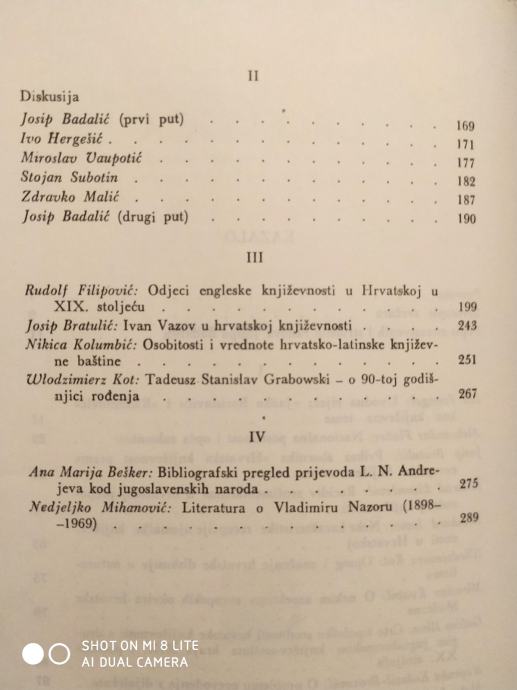 II
Diskusija
Josip Badalić (prvi put) . . . . . . . . 169
Ivo Hergešić . . . . . . . . . . . 171
Miroslav Vaupotić . . . . . . . . . . 177
Stojan Subotin . . . . . . . . . . . 182
Zdravko Malić . . . . . . . . . . . 187
Josip Badalić (drugi put) . . . . . . . . 190
III
Rudolf Filipović: Odjeci engleske književnosti u Hrvatskoj u
XIX. stoljeću . . . . . . . . . . 199
Josip Bratulić: Ivan Vazov u hrvatskoj književnosti . . . . 243
Nikica Kolumbić: Osobitosti i vrednote hrvatsko-latinske književ-
ne baštine . . . . . . . . . . . 251
Włodzimierz Kot: Tadeusz Stanislav Grabowski – o 90-toj godiš-
njici rođenja . . . . . . . . . . 267
IV
Ana Marija Bešker: Bibliografski pregled prijevoda L. N. Andre-
jeva kod jugoslavenskih naroda . . . . . . 275
Nedjeljko Mihanović: Literatura o Vladimiru Nazoru (1898–
–1969) . . . . . . . . . . . . 289
SHOT ON MI 8 LITE
AI DUAL CAMERA